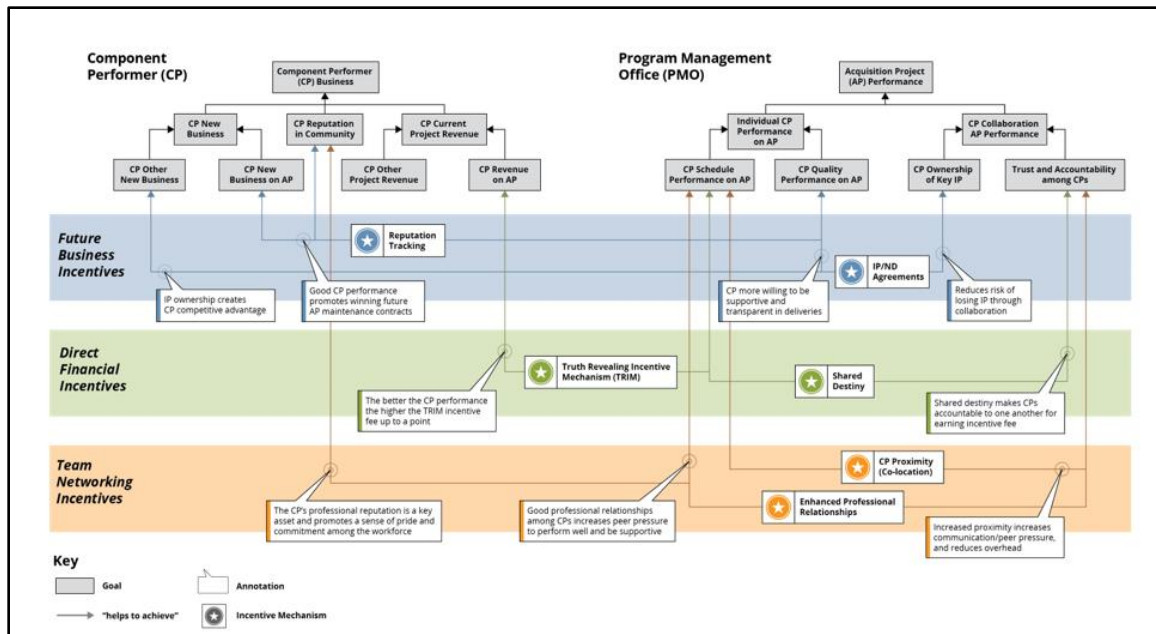 Component
Performer (CP)
Program Management
Office (PMO)
Component Performer
(CP) Business
Acquisition Project
(AP) Performance
CP New
Business
CP Reputation
in Community
CP Current
Project Revenue
Individual CP
Performance
on AP
CP Collaboration
AP Performance
CP Other
New Business
CP New
Business on AP
CP Other
Project Revenue
CP Revenue
on AP
CP Schedule
Performance on AP
CP Quality
Performance on AP
CP Ownership
of Key IP
Trust and Accountability
among CPs
Future
Business
Incentives
Reputation
Tracking
IP/ND
Agreements
IP ownership creates
CP competitive advantage
Good CP performance
promotes winning future
AP maintenance contracts
CP more willing to be
supportive and
transparent in deliveries
Reduces risk of
losing IP through
collaboration
Direct
Financial
Incentives
Truth Revealing Incentive
Mechanism (TRIM)
Shared
Destiny
The better the CP performance
the higher the TRIM incentive
fee up to a point
Shared destiny makes CPs
accountable to one another for
earning incentive fee
Team
Networking
Incentives
CP Proximity
(Co-location)
Enhanced Professional
Relationships
The CP's professional reputation is a key
asset and promotes a sense of pride and
commitment among the workforce
Good professional relationships
among CPs increases peer pressure
to perform well and be supportive
Increased proximity increases
communication/peer pressure,
and reduces overhead
Key
Goal
Annotation
"helps to achieve"
Incentive Mechanism